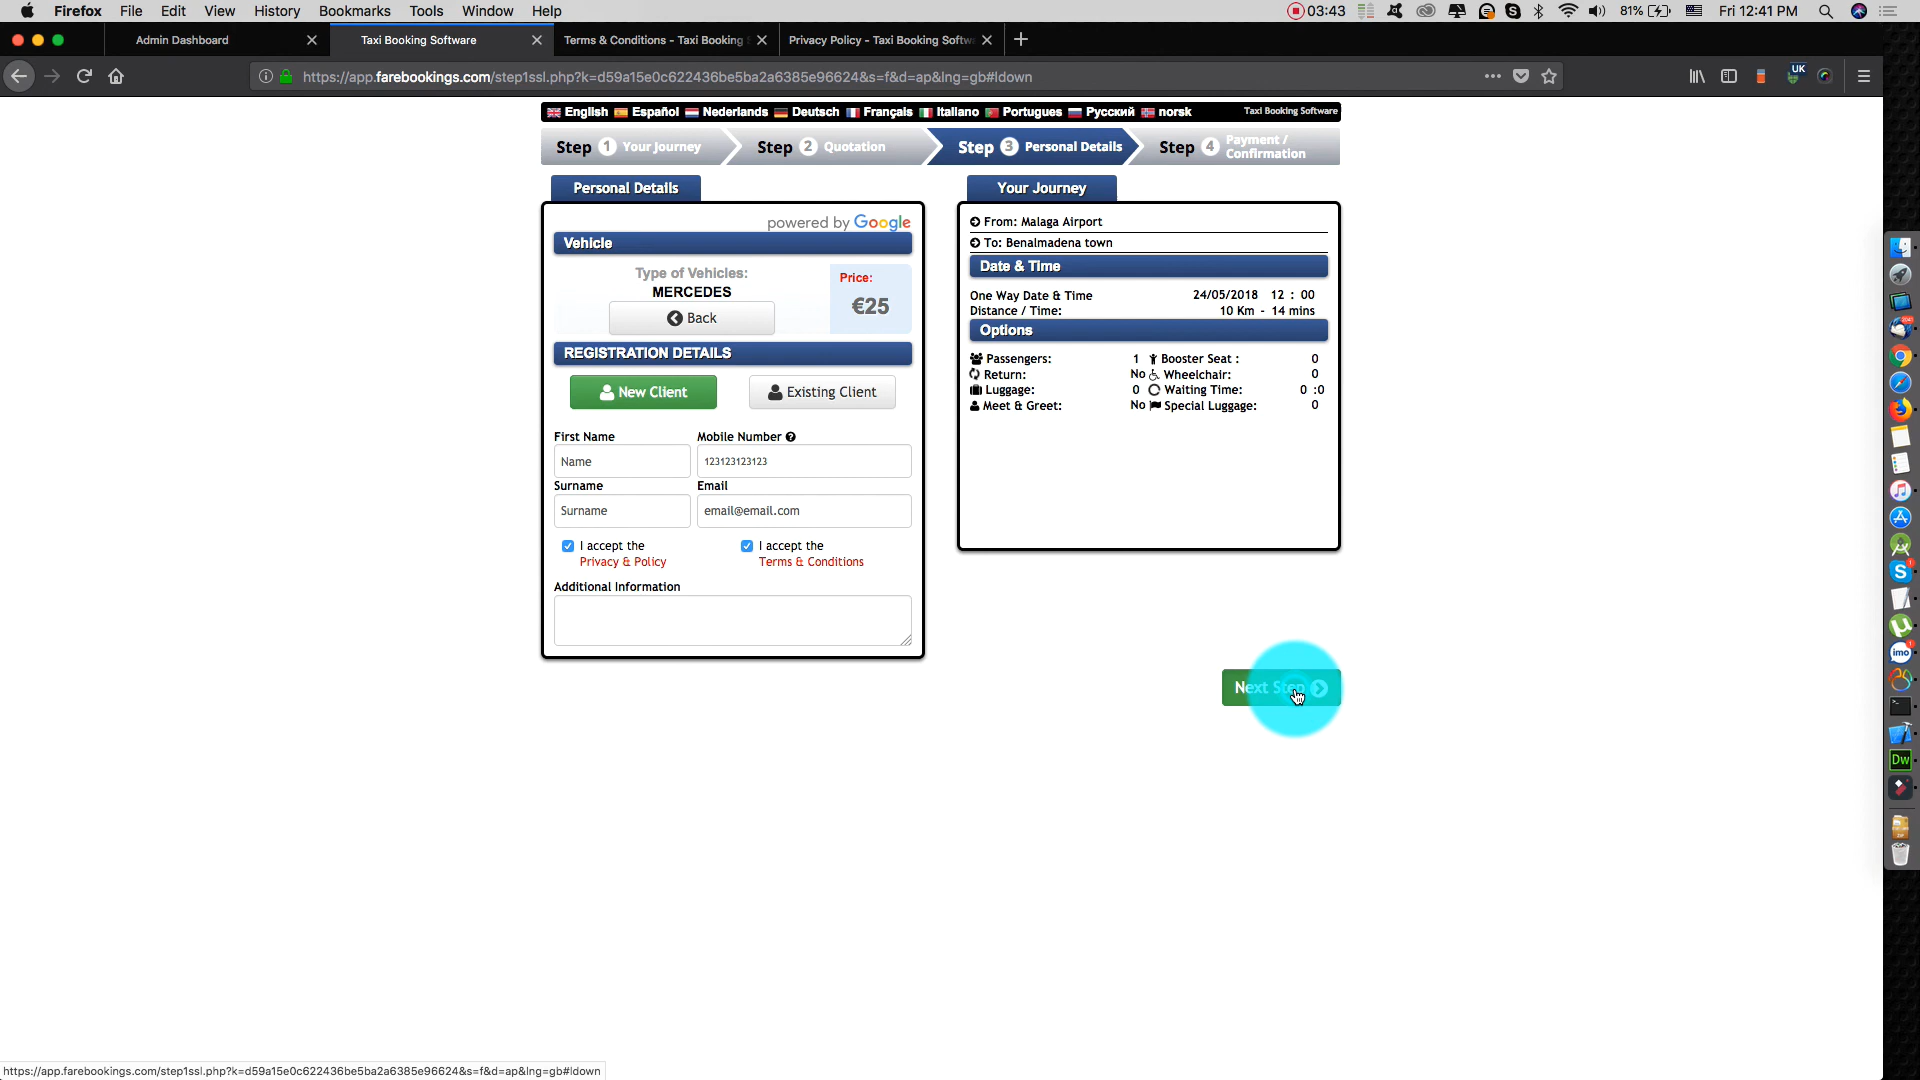 Firefox File Edit View History Bookmarks Tools Window Help 03:43 81% Fri 12:41 PM
Admin Dashboard
Taxi Booking Software
Terms & Conditions - Taxi Booking
Privacy Policy - Taxi Booking Softw
https://app.farebookings.com/step1ssl.php?k=d59a15e0c622436be5ba2a6385e96624&s=f&d=ap&lng=gb#ldown
UK
English Español Nederlands Deutsch Français Italiano Portugues Русский norsk Taxi Booking Software
Step 1 Your Journey
Step 2 Quotation
Step 3 Personal Details
Step 4 Payment / Confirmation
Personal Details
powered by Google
Vehicle
Type of Vehicles:
MERCEDES
Back
Price:
€25
REGISTRATION DETAILS
New Client
Existing Client
First Name
Mobile Number
Name
123123123123
Surname
Email
Surname
email@email.com
I accept the
Privacy & Policy
I accept the
Terms & Conditions
Additional Information
Your Journey
From: Malaga Airport
To: Benalmadena town
Date & Time
One Way Date & Time 24/05/2018 12 : 00
Distance / Time: 10 Km - 14 mins
Options
Passengers: 1 Booster Seat : 0
Return: No Wheelchair: 0
Luggage: 0 Waiting Time: 0 :0
Meet & Greet: No Special Luggage: 0
Next Step
imo
Dw
https://app.farebookings.com/step1ssl.php?k=d59a15e0c622436be5ba2a6385e96624&s=f&d=ap&lng=gb#ldown